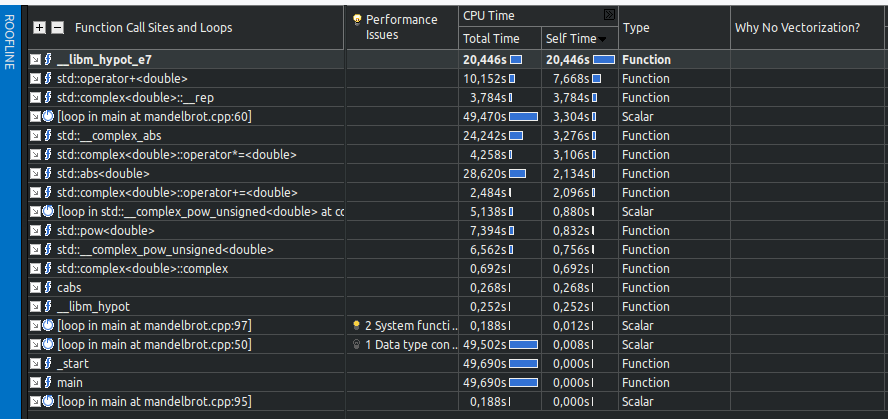 ROOFLINE
Function Call Sites and Loops
Performance Issues
CPU Time
Total Time Self Time
Type
Why No Vectorization?
__libm_hypot_e7 20,446s 20,446s Function
std::operator+<double> 10,152s 7,668s Function
std::complex<double>::__rep 3,784s 3,784s Function
[loop in main at mandelbrot.cpp:60] 49,470s 3,304s Scalar
std::__complex_abs 24,242s 3,276s Function
std::complex<double>::operator*=<double> 4,258s 3,106s Function
std::abs<double> 28,620s 2,134s Function
std::complex<double>::operator+=<double> 2,484s 2,096s Function
[loop in std::__complex_pow_unsigned<double> at cc 5,138s 0,880s Scalar
std::pow<double> 7,394s 0,832s Function
std::__complex_pow_unsigned<double> 6,562s 0,756s Function
std::complex<double>::complex 0,692s 0,692s Function
cabs 0,268s 0,268s Function
__libm_hypot 0,252s 0,252s Function
[loop in main at mandelbrot.cpp:97] 2 System functi... 0,188s 0,012s Scalar
[loop in main at mandelbrot.cpp:50] 1 Data type con... 49,502s 0,008s Scalar
_start 49,690s 0,000s Function
main 49,690s 0,000s Function
[loop in main at mandelbrot.cpp:95] 0,188s 0,000s Scalar